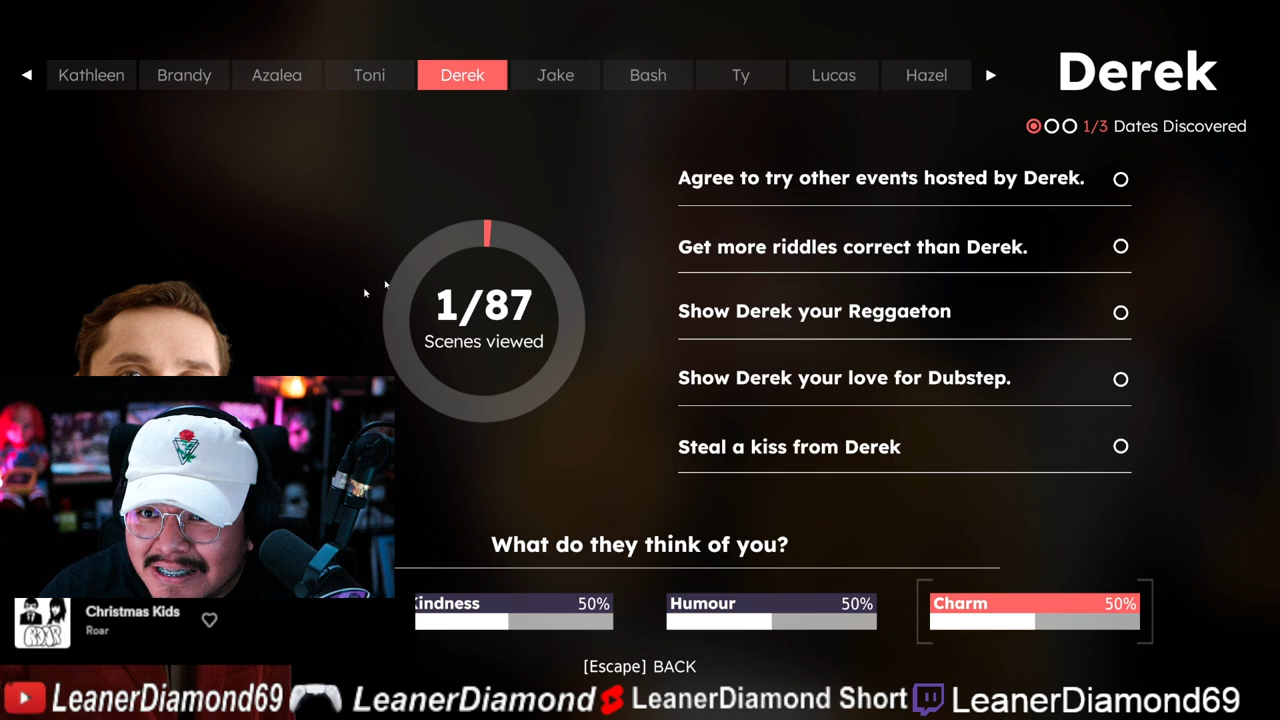 Kathleen
Brandy
Azalea
Toni
Derek
Jake
Bash
Ty
Lucas
Hazel
Derek
1/3 Dates Discovered
Agree to try other events hosted by Derek.
Get more riddles correct than Derek.
Show Derek your Reggaeton
Show Derek your love for Dubstep.
Steal a kiss from Derek
1/87
Scenes viewed
What do they think of you?
Kindness 50%
Humour 50%
Charm 50%
Christmas Kids
Roar
ROAR
[Escape] BACK
LeanerDiamond69
LeanerDiamond
LeanerDiamond Short
LeanerDiamond69